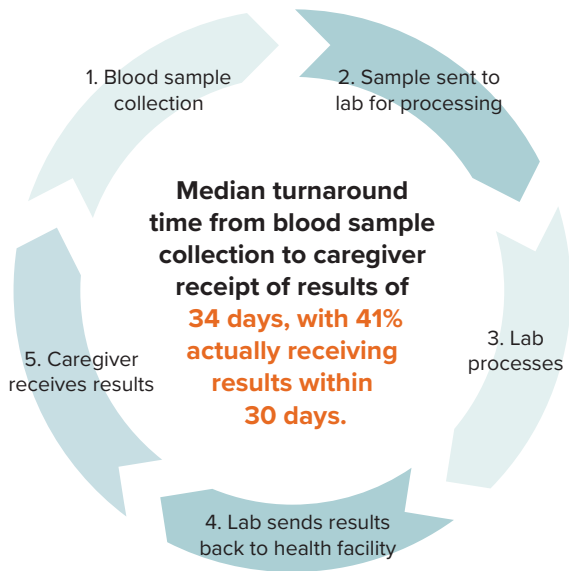 1. Blood sample
collection
2. Sample sent to
lab for processing
Median turnaround
time from blood sample
collection to caregiver
receipt of results of
34 days, with 41%
actually receiving
results within
30 days.
3. Lab
processes
4. Lab sends results
back to health facility
5. Caregiver
receives results